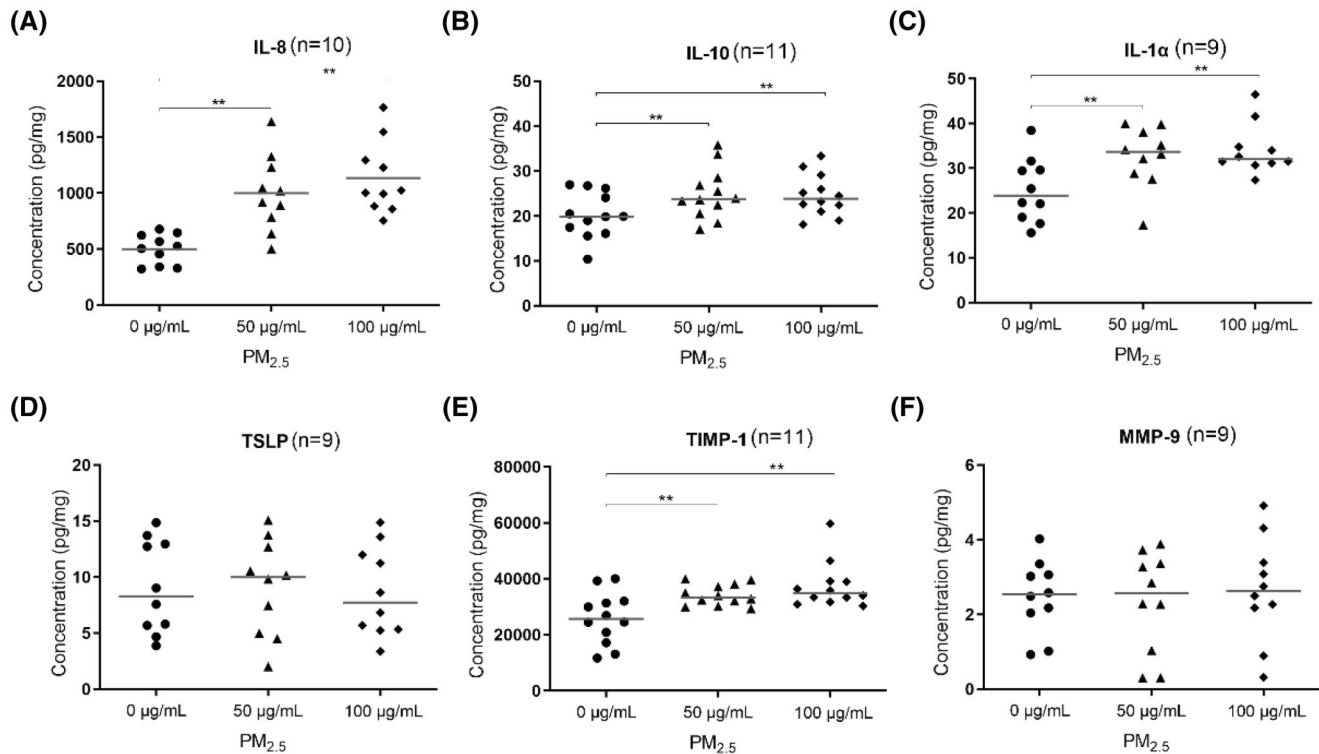 (A)
IL-8 (n=10)
Concentration (pg/mg)
2000
1500
1000
500
0
**
**
0 µg/mL 50 µg/mL 100 µg/mL
PM2.5
(B)
IL-10 (n=11)
Concentration (pg/mg)
50
40
30
20
10
0
**
**
0 µg/mL 50 µg/mL 100 µg/mL
PM2.5
(C)
IL-1α (n=9)
Concentration (pg/mg)
50
40
30
20
10
0
**
**
0 µg/mL 50 µg/mL 100 µg/mL
PM2.5
(D)
TSLP (n=9)
Concentration (pg/mg)
20
15
10
5
0
0 µg/mL 50 µg/mL 100 µg/mL
PM2.5
(E)
TIMP-1 (n=11)
Concentration (pg/mg)
80000
60000
40000
20000
0
**
**
0 µg/mL 50 µg/mL 100 µg/mL
PM2.5
(F)
MMP-9 (n=9)
Concentration (pg/mg)
6
4
2
0
0 µg/mL 50 µg/mL 100 µg/mL
PM2.5